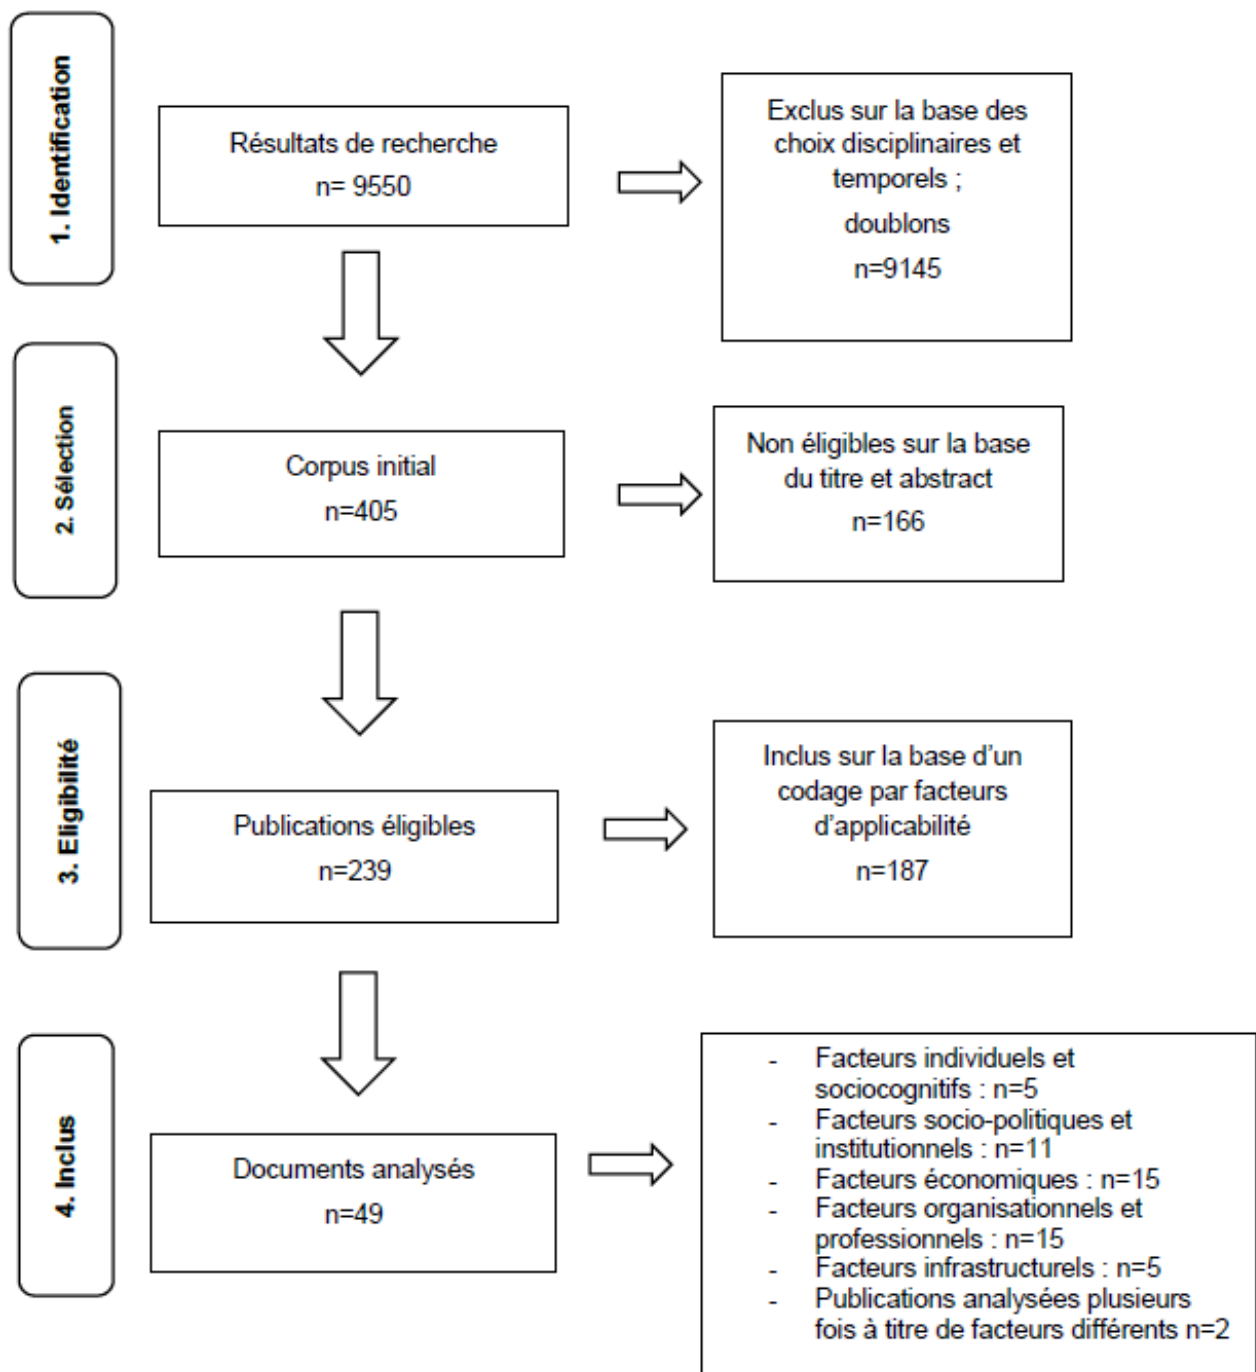 1. Identification
Résultats de recherche
n= 9550
Exclus sur la base des
choix disciplinaires et
temporels ;
doublons
n=9145
2. Sélection
Corpus initial
n=405
Non éligibles sur la base
du titre et abstract
n=166
3. Eligibilité
Publications éligibles
n=239
Inclus sur la base d'un
codage par facteurs
d'applicabilité
n=187
4. Inclus
Documents analysés
n=49
- Facteurs individuels et
sociocognitifs : n=5
- Facteurs socio-politiques et
institutionnels : n=11
- Facteurs économiques : n=15
- Facteurs organisationnels et
professionnels : n=15
- Facteurs infrastructurels : n=5
- Publications analysées plusieurs
fois à titre de facteurs différents n=2